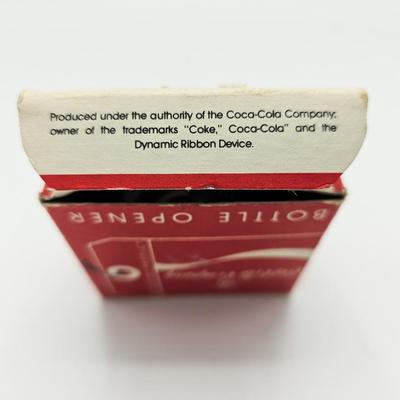 Produced under the authority of the Coca-Cola Company;
owner of the trademarks "Coke," Coca-Cola" and the
Dynamic Ribbon Device.
BOTTLE OPENER